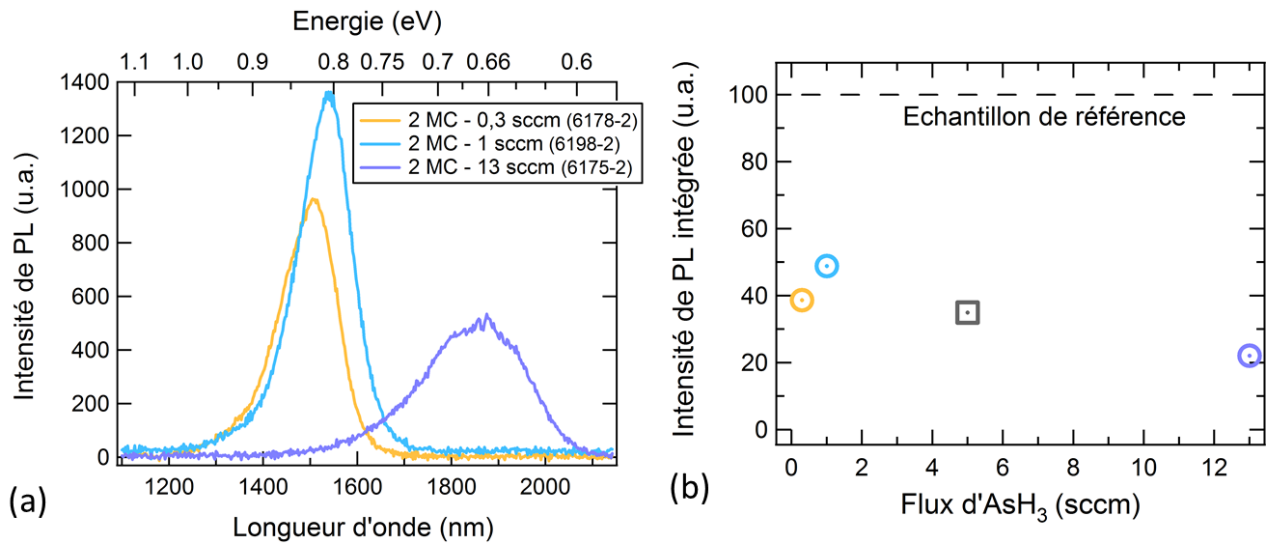 Energie (eV)
1.1 1.0 0.9 0.8 0.75 0.7 0.66 0.6
Intensité de PL (u.a.)
1400
1200
1000
800
600
400
200
0
2 MC - 0,3 sccm (6178-2)
2 MC - 1 sccm (6198-2)
2 MC - 13 sccm (6175-2)
1200 1400 1600 1800 2000
Longueur d'onde (nm)
(a)
Intensité de PL intégrée (u.a.)
100
80
60
40
20
0
Echantillon de référence
0 2 4 6 8 10 12
Flux d'AsH₃ (sccm)
(b)